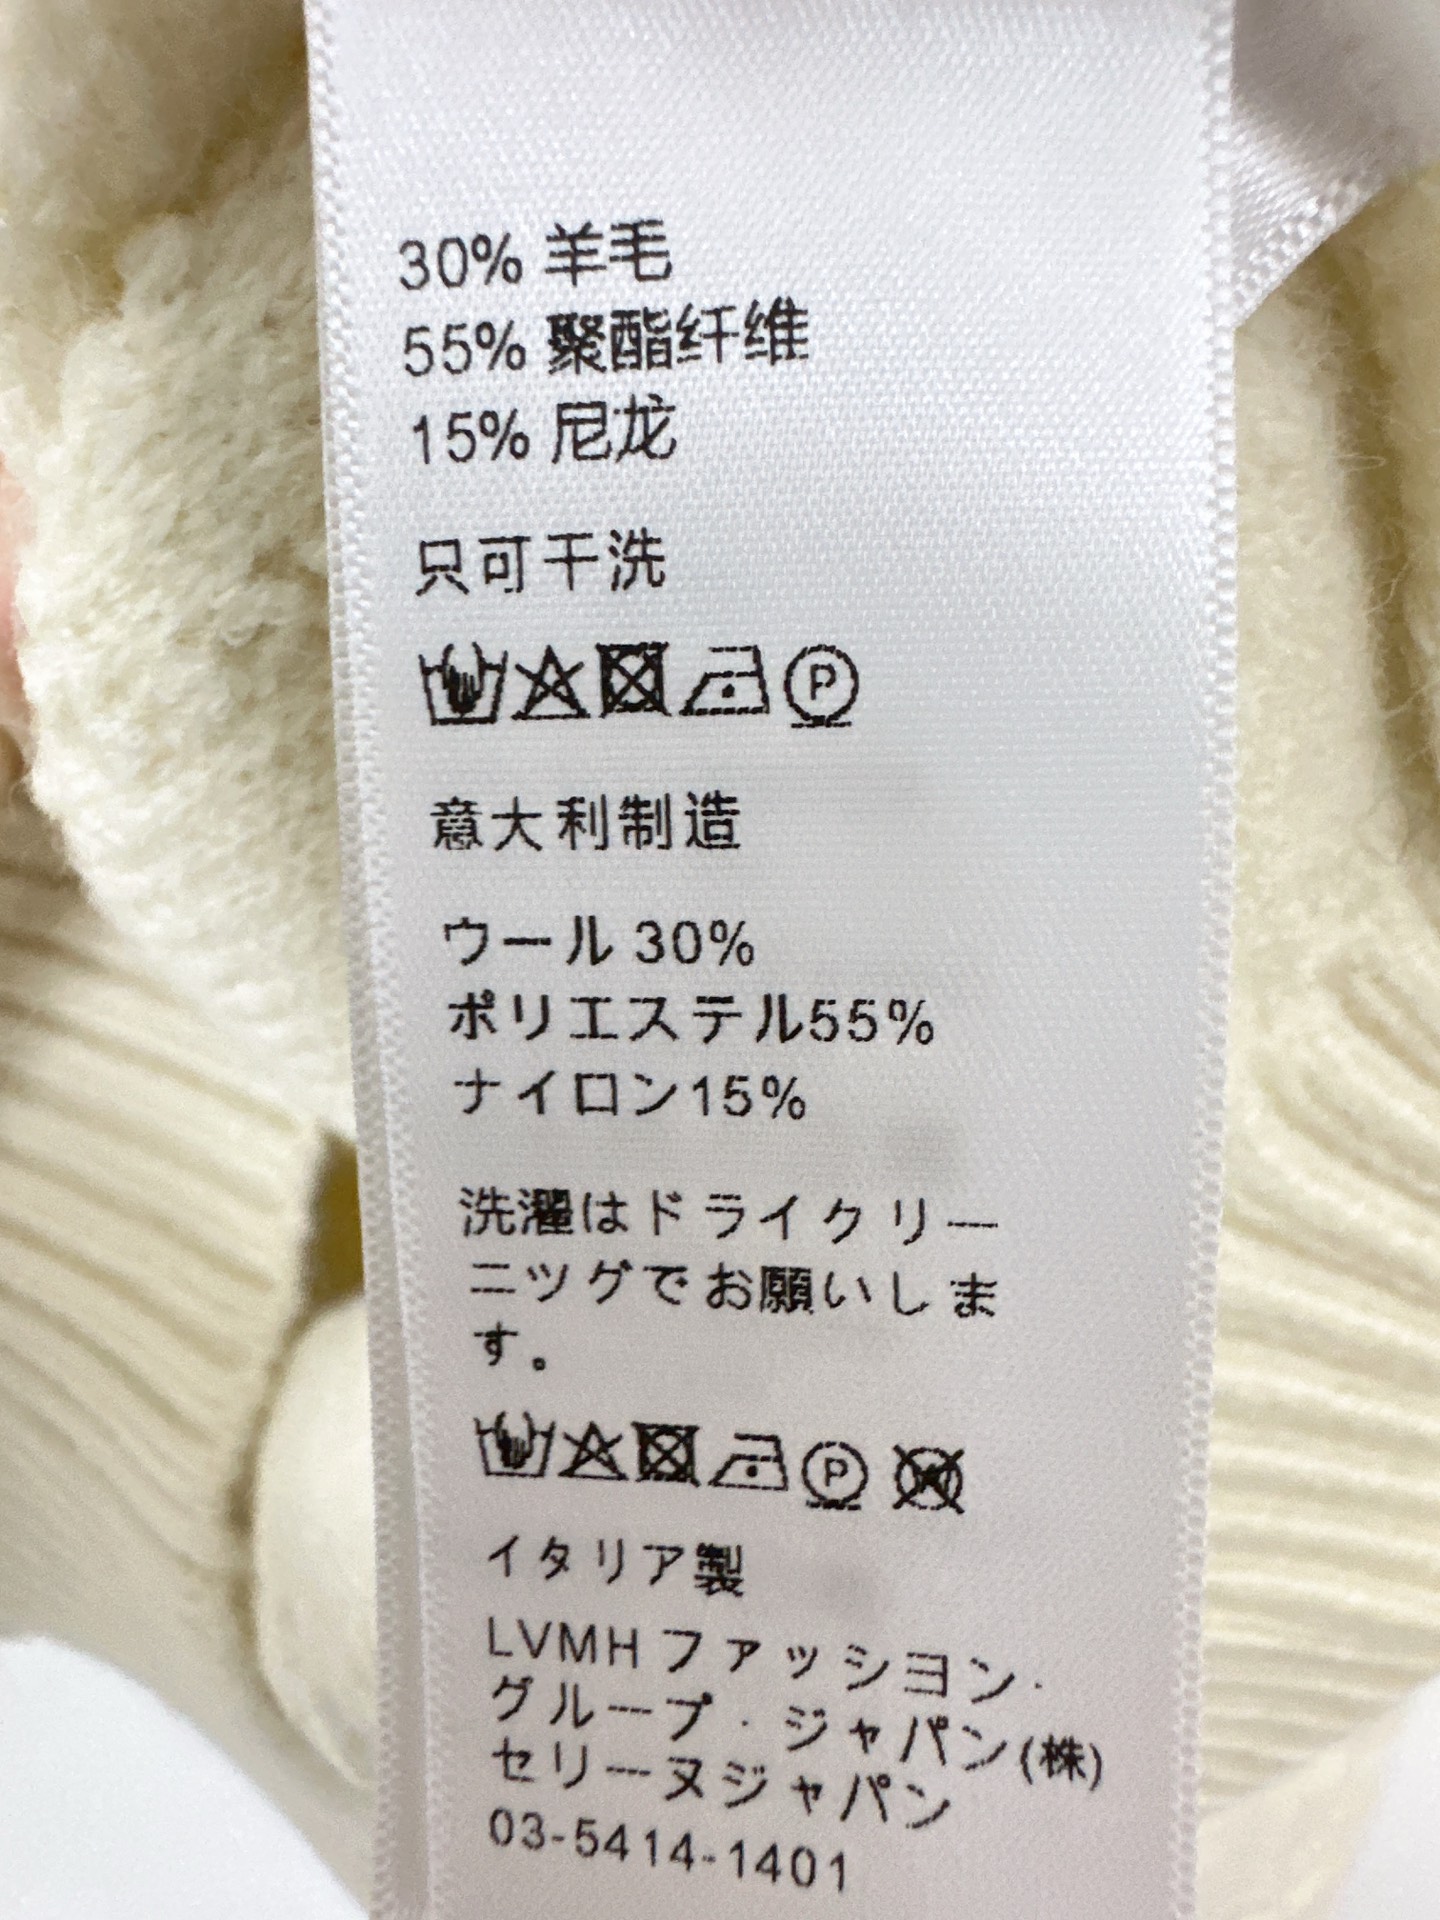 30% 羊毛
55% 聚酯纤维
15% 尼龙
只可干洗
P
意大利制造
ウール 30%
ポリエステル55%
ナイロン15%
洗濯はドライクリー
ニツグでお願いしま
す。
P
W
イタリア製
LVMH ファッシヨン·
グループ · ジャパン(株)
セリーヌジャパン
03-5414-1401